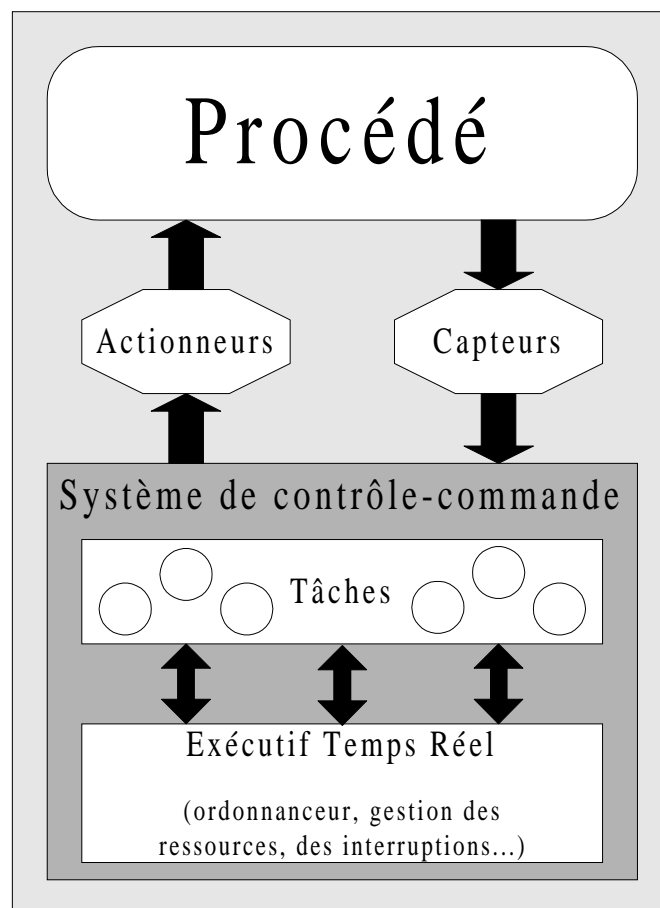 Procédé
Actionneurs
Capteurs
Système de contrôle-commande
Tâches
Exécutif Temps Réel
(ordonnanceur, gestion des
ressources, des interruptions...)